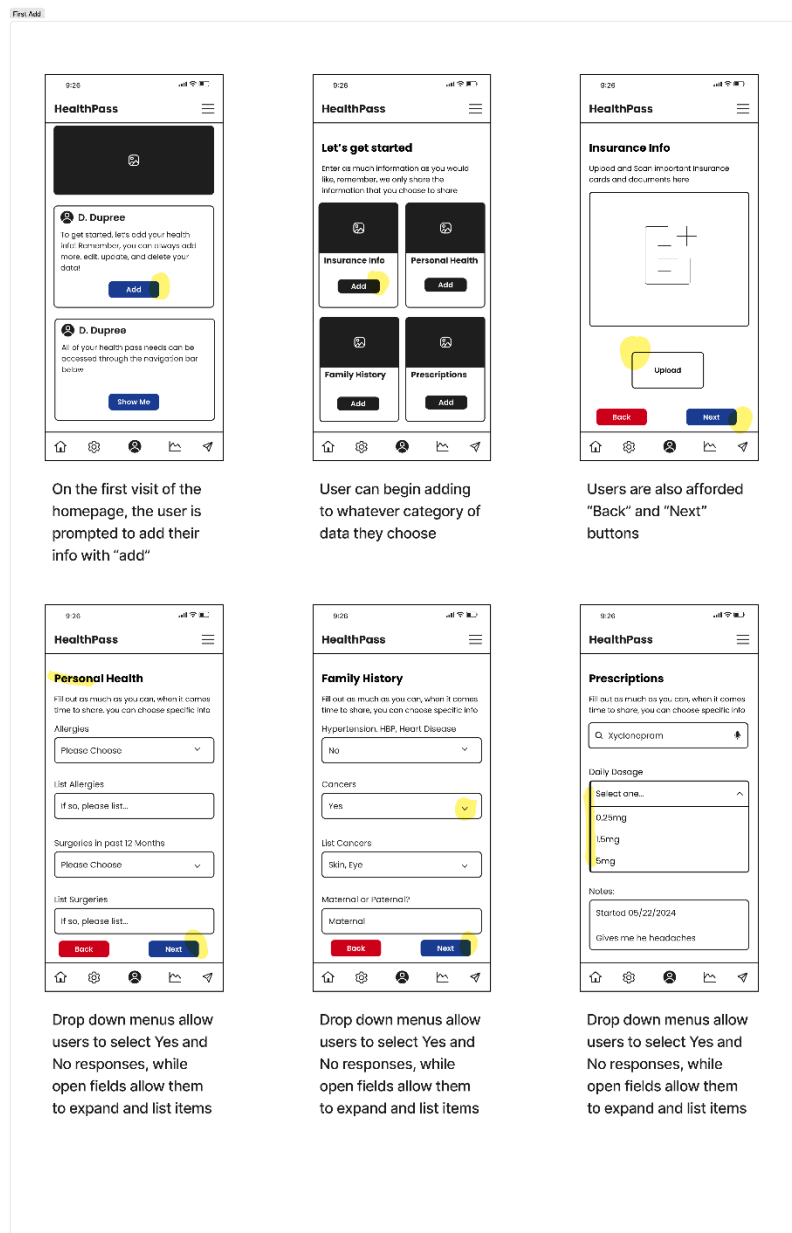 First Add
9:26
HealthPass
D. Dupree
To get started, let's add your health
info! Remember, you can always add
more, edit, update, and delete your
data!
Add
D. Dupree
All of your health pass needs can be
accessed through the navigation bar
below
Show Me
On the first visit of the
homepage, the user is
prompted to add their
info with “add”
9:26
HealthPass
Let's get started
Enter as much information as you would
like, remember, we only share the
information that you choose to share
Insurance Info
Personal Health
Add
Add
Family History
Prescriptions
Add
Add
User can begin adding
to whatever category of
data they choose
9:26
HealthPass
Insurance Info
Upload and Scan important Insurance
cards and documents here
Upload
Back
Next
Users are also afforded
“Back” and “Next”
buttons
9:26
HealthPass
Personal Health
Fill out as much as you can, when it comes
time to share, you can choose specific info
Allergies
Please Choose
List Allergies
If so, please list...
Surgeries in past 12 Months
Please Choose
List Surgeries
If so, please list...
Back
Next
Drop down menus allow
users to select Yes and
No responses, while
open fields allow them
to expand and list items
9:26
HealthPass
Family History
Fill out as much as you can, when it comes
time to share, you can choose specific info
Hypertension, HBP, Heart Disease
No
Cancers
Yes
List Cancers
Skin, Eye
Maternal or Paternal?
Maternal
Back
Next
Drop down menus allow
users to select Yes and
No responses, while
open fields allow them
to expand and list items
9:26
HealthPass
Prescriptions
Fill out as much as you can, when it comes
time to share, you can choose specific info
Xyclonopram
Daily Dosage
Select one...
0.25mg
1.5mg
5mg
Notes:
Started 05/22/2024
Gives me he headaches
Drop down menus allow
users to select Yes and
No responses, while
open fields allow them
to expand and list items